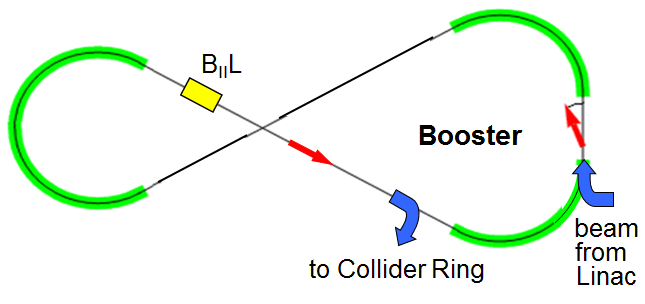 B||L
Booster
to Collider Ring
beam
from
Linac